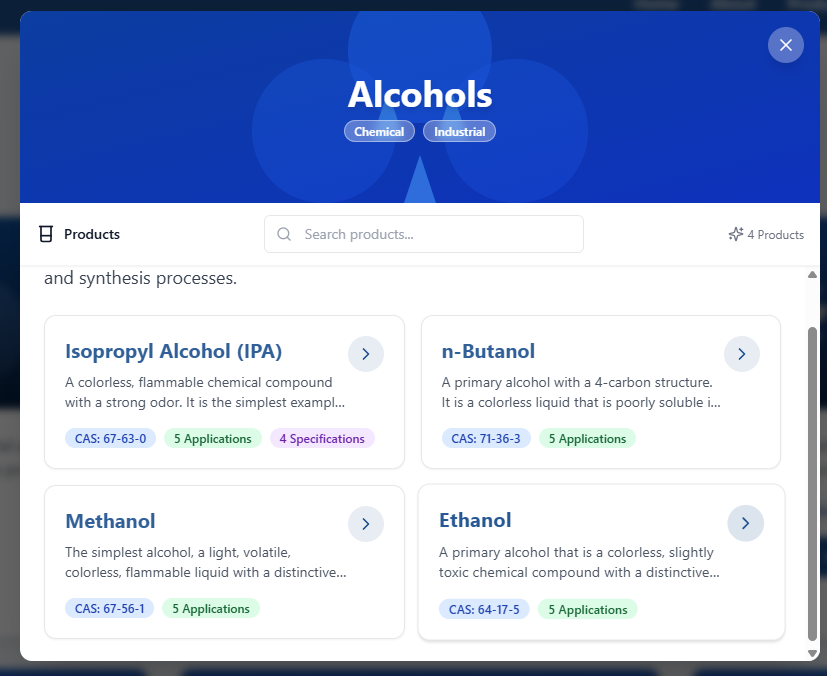 Alcohols
Chemical
Industrial
Products
Search products...
4 Products
and synthesis processes.
Isopropyl Alcohol (IPA)
A colorless, flammable chemical compound
with a strong odor. It is the simplest exampl...
CAS: 67-63-0
5 Applications
4 Specifications
n-Butanol
A primary alcohol with a 4-carbon structure.
It is a colorless liquid that is poorly soluble i...
CAS: 71-36-3
5 Applications
Methanol
The simplest alcohol, a light, volatile,
colorless, flammable liquid with a distinctive...
CAS: 67-56-1
5 Applications
Ethanol
A primary alcohol that is a colorless, slightly
toxic chemical compound with a distinctive...
CAS: 64-17-5
5 Applications